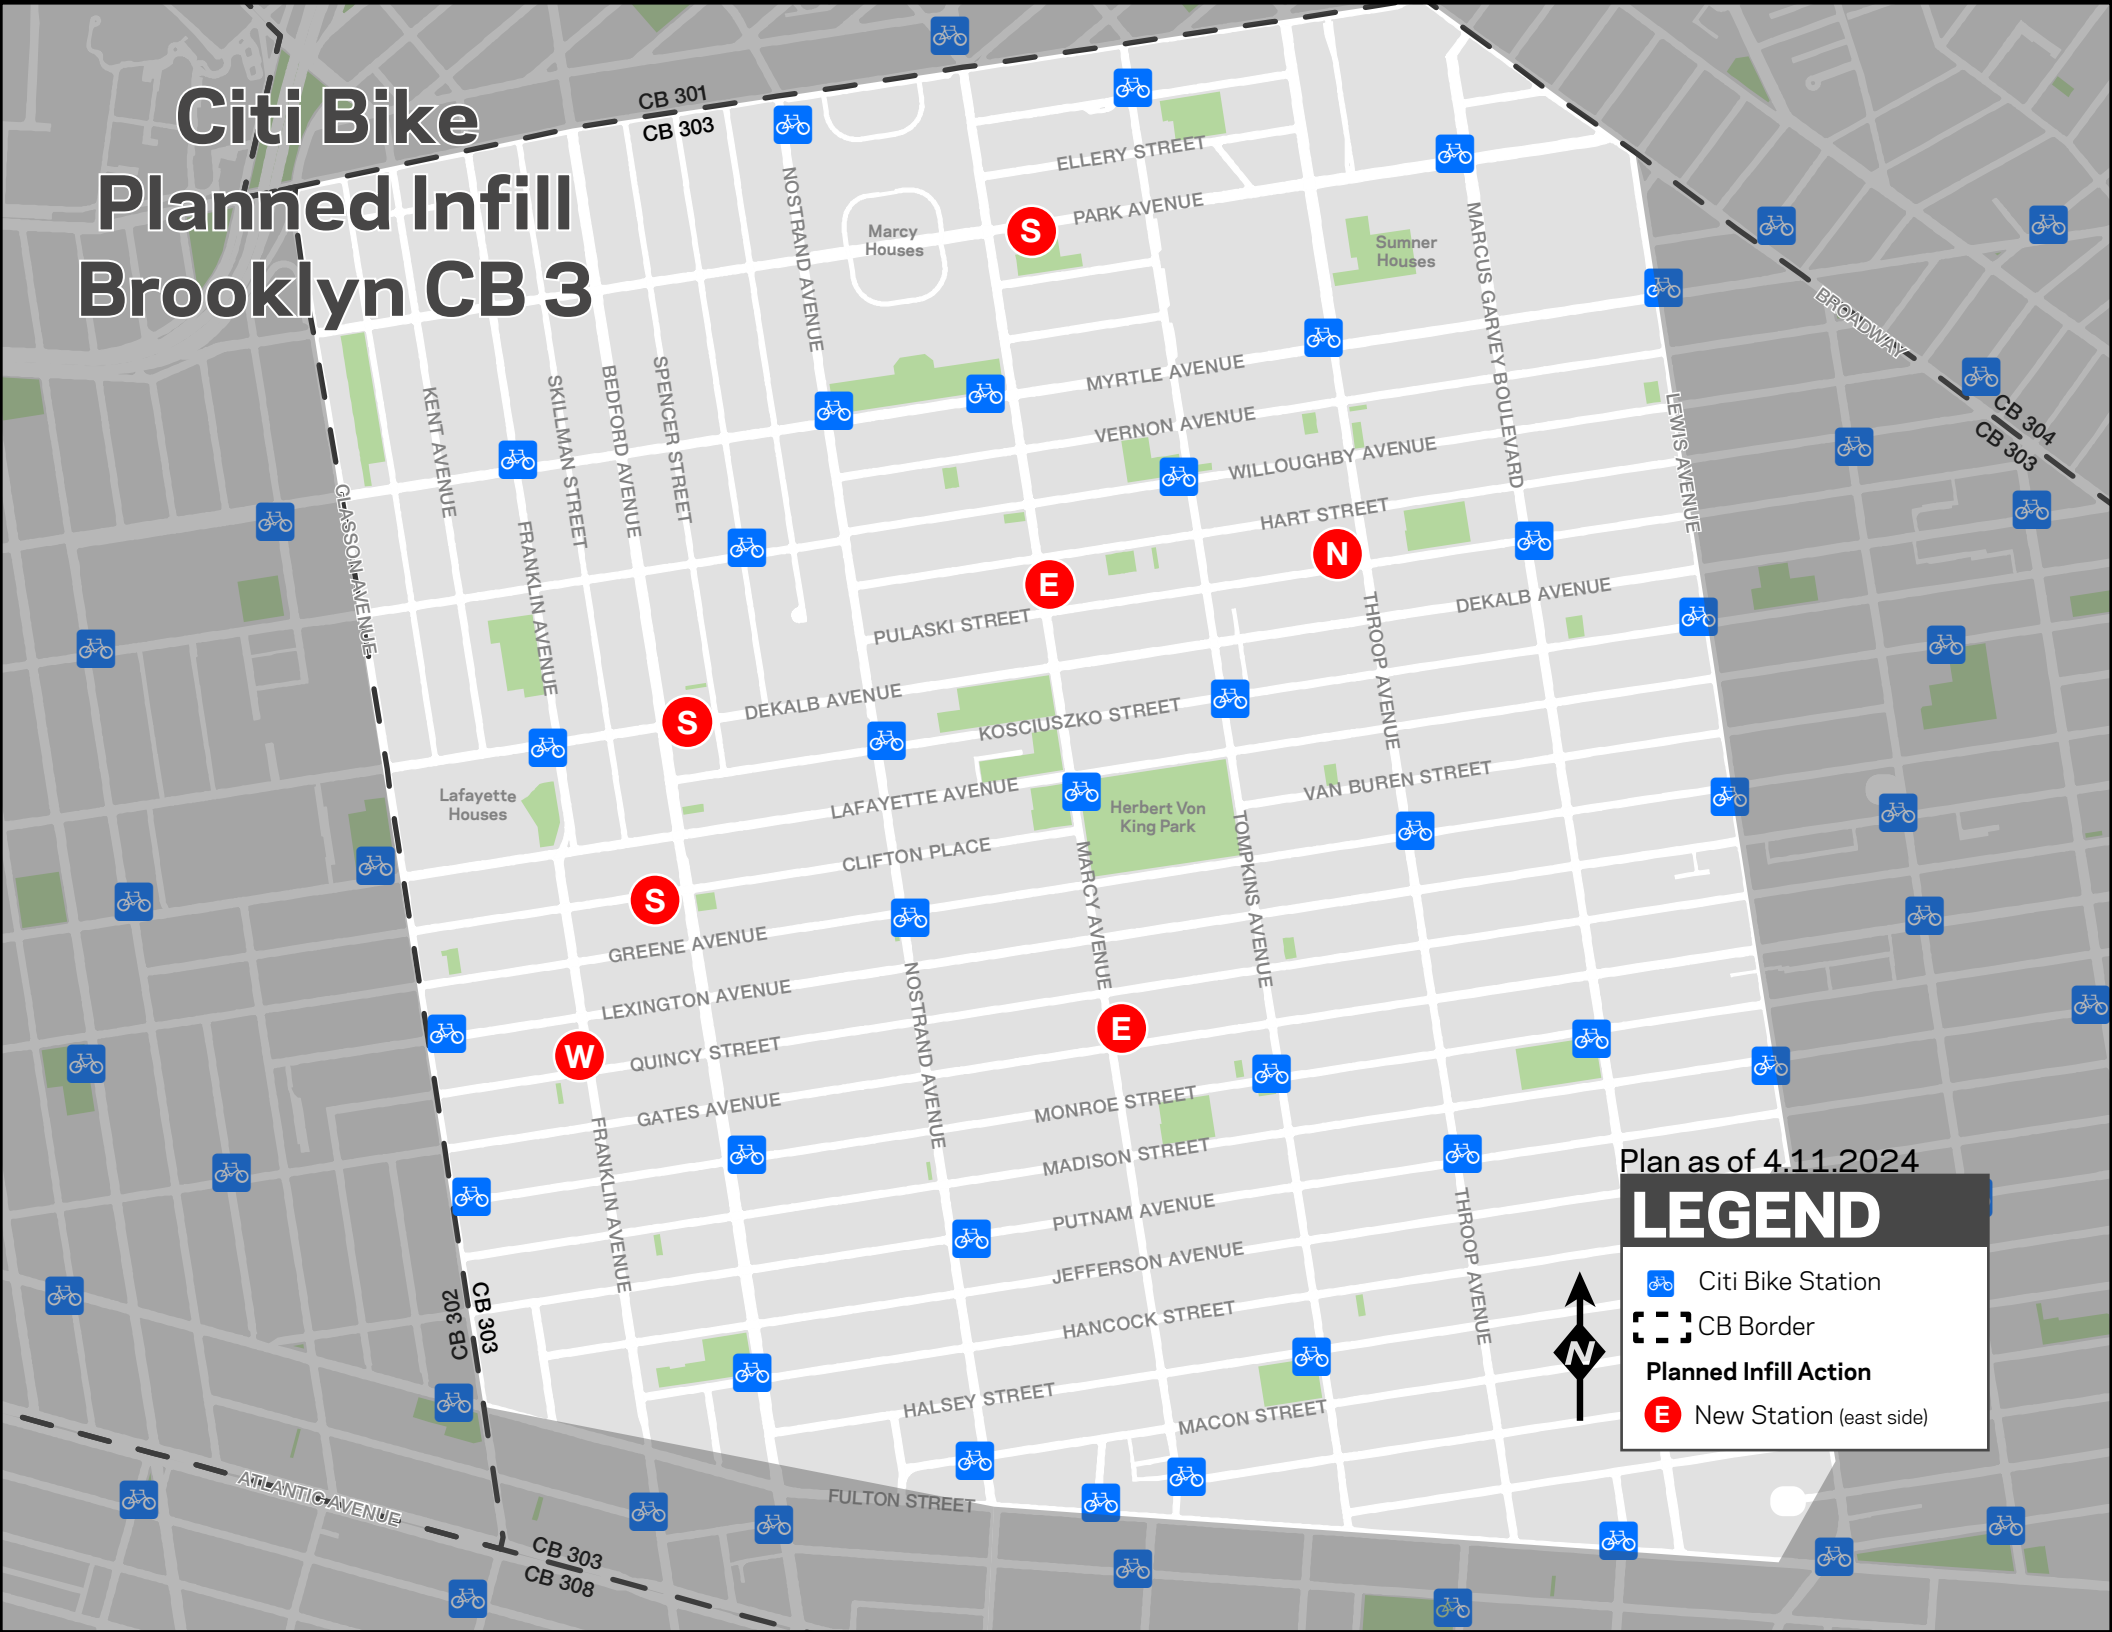 Citi Bike
Planned Infill
Brooklyn CB 3
CB 301
CB 303
ELLERY STREET
PARK AVENUE
S
Marcy
Houses
Sumner
Houses
NOSTRAND AVENUE
MARCUS GARVEY BOULEVARD
BROADWAY
CB 304
CB 303
MYRTLE AVENUE
VERNON AVENUE
WILLOUGHBY AVENUE
HART STREET
KENT AVENUE
SKILLMAN STREET
BEDFORD AVENUE
SPENCER STREET
LEWIS AVENUE
CLASSON AVENUE
FRANKLIN AVENUE
N
E
PULASKI STREET
DEKALB AVENUE
THROOP AVENUE
DEKALB AVENUE
S
KOSCIUSZKO STREET
Lafayette
Houses
LAFAYETTE AVENUE
VAN BUREN STREET
Herbert Von
King Park
CLIFTON PLACE
TOMPKINS AVENUE
MARCY AVENUE
S
GREENE AVENUE
LEXINGTON AVENUE
NOSTRAND AVENUE
W
QUINCY STREET
E
GATES AVENUE
MONROE STREET
FRANKLIN AVENUE
MADISON STREET
PUTNAM AVENUE
THROOP AVENUE
JEFFERSON AVENUE
CB 302
CB 303
HANCOCK STREET
HALSEY STREET
MACON STREET
FULTON STREET
ATLANTIC AVENUE
CB 303
CB 308
Plan as of 4.11.2024
LEGEND
Citi Bike Station
CB Border
Planned Infill Action
E New Station (east side)
N